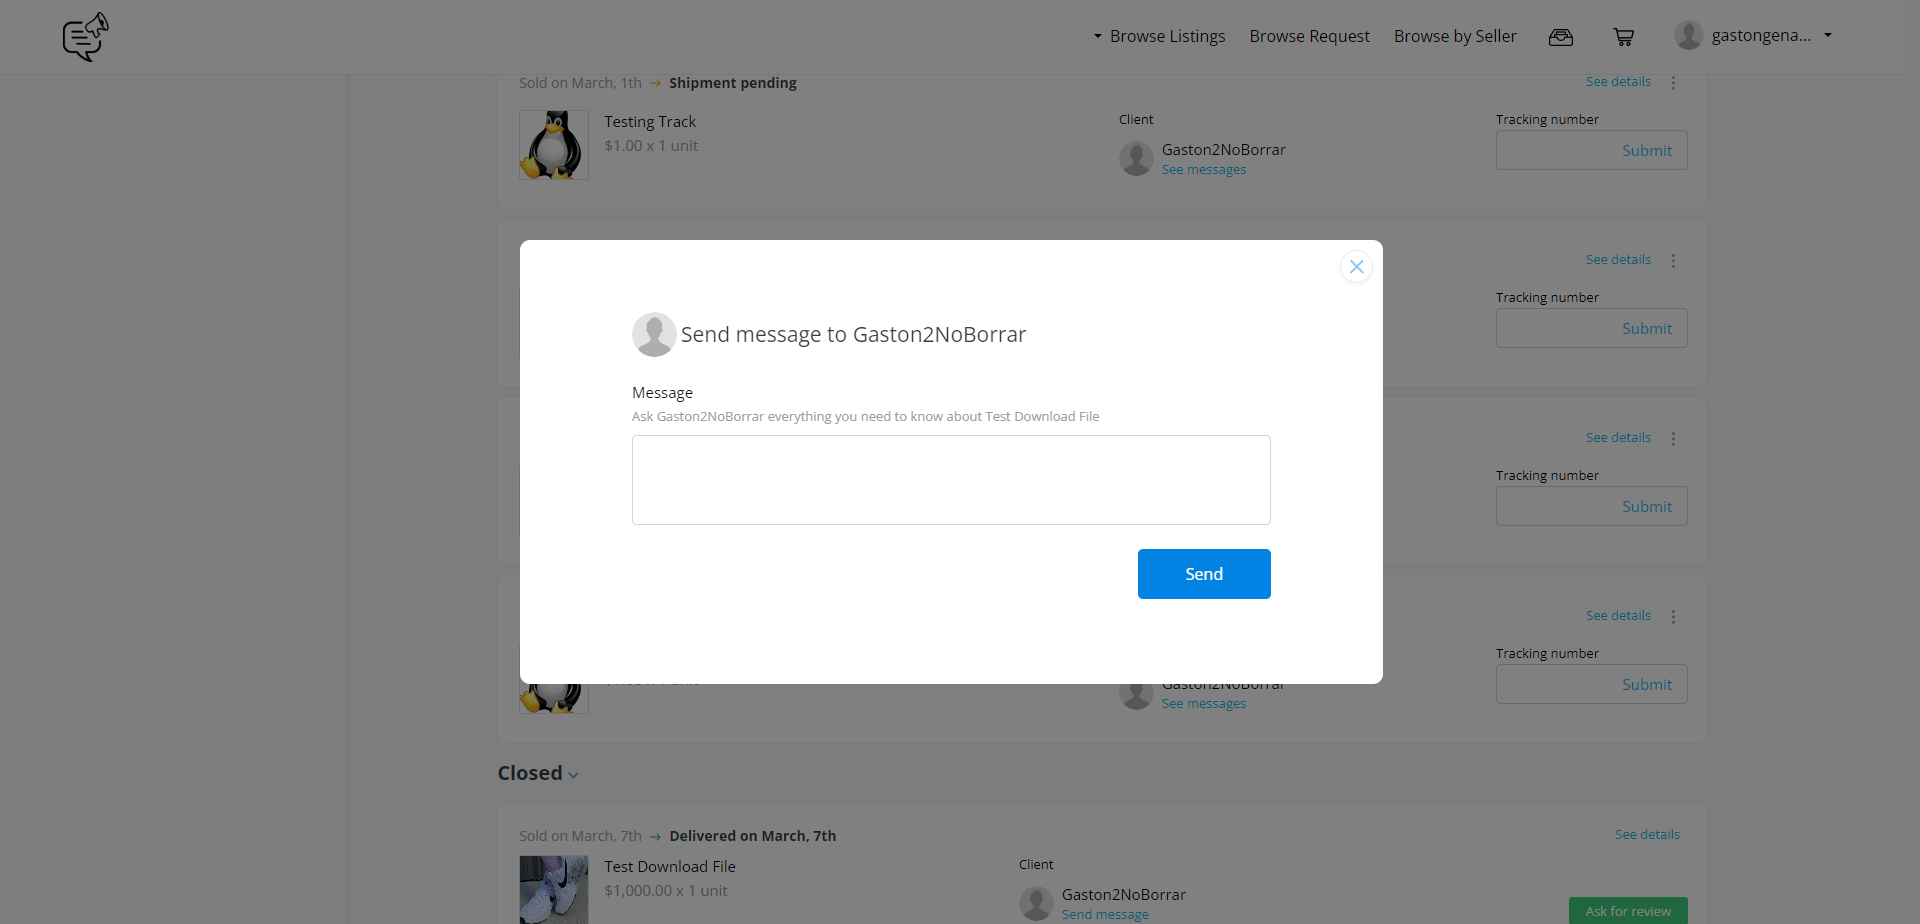 Browse Listings Browse Request Browse by Seller gastongena...
Sold on March, 1th → Shipment pending See details
Testing Track Client Tracking number
$1.00 x 1 unit Gaston2NoBorrar Submit
See messages
See details
Tracking number
Submit
Send message to Gaston2NoBorrar
Message
Ask Gaston2NoBorrar everything you need to know about Test Download File
Send
See details
Tracking number
Submit
See details
Tracking number
Gaston2NoBorrar Submit
See messages
Closed
Sold on March, 7th → Delivered on March, 7th See details
Test Download File Client
$1,000.00 x 1 unit Gaston2NoBorrar
Send message Ask for review